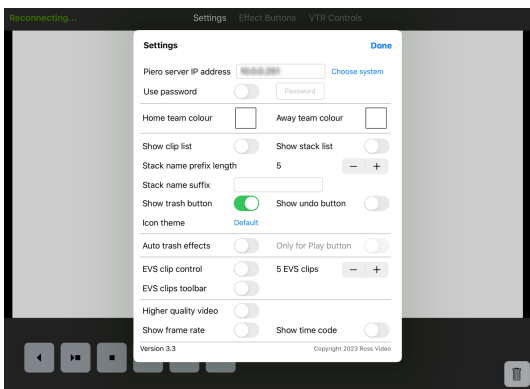 Reconnecting... Settings Effect Buttons VTR Controls
Settings Done
Piero server IP address Choose system
Use password Password
Home team colour Away team colour
Show clip list Show stack list
Stack name prefix length 5 − +
Stack name suffix
Show trash button Show undo button
Icon theme Default
Auto trash effects Only for Play button
EVS clip control 5 EVS clips − +
EVS clips toolbar
Higher quality video
Show frame rate Show time code
Version 3.3 Copyright 2023 Ross Video